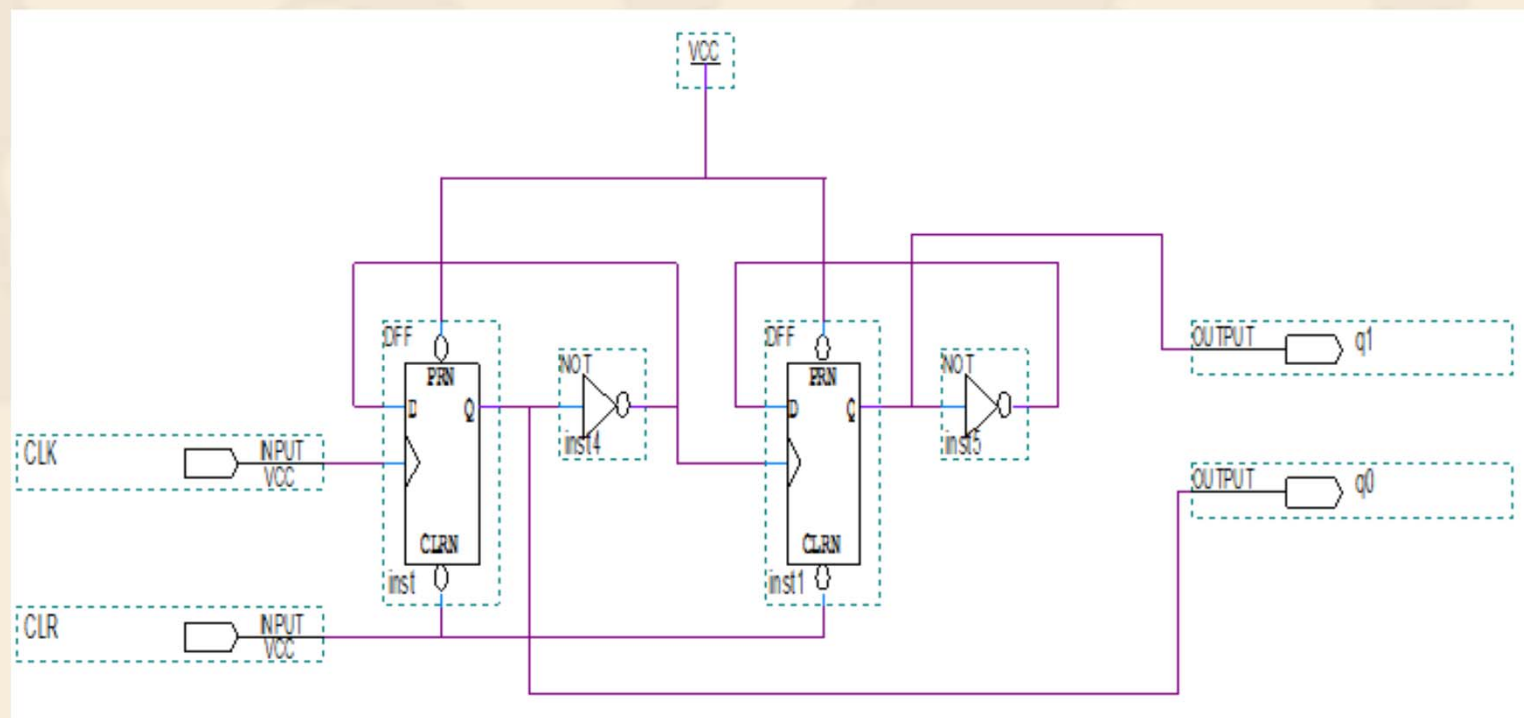 VCC
DFF
PRN
D
Q
CLRN
inst
NOT
inst4
DFF
PRN
D
Q
CLRN
inst1
NOT
inst5
OUTPUT
q1
CLK
INPUT
VCC
OUTPUT
q0
CLR
INPUT
VCC